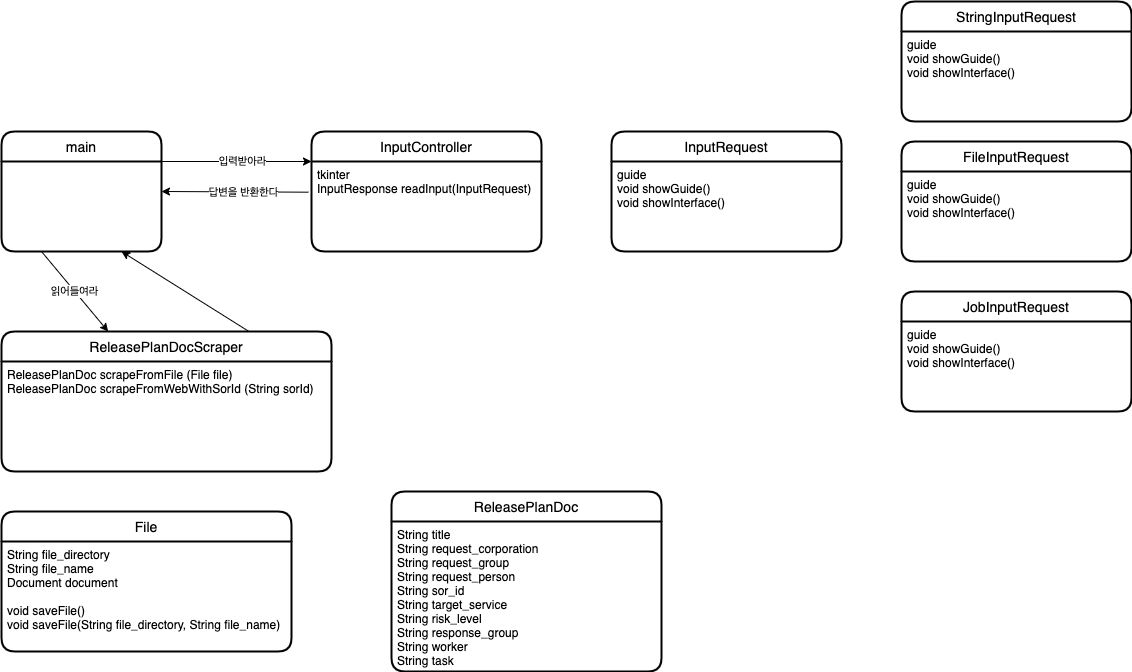 StringInputRequest
guide
void showGuide()
void showInterface()
main
입력받아라
답변을 반환한다
InputController
tkinter
InputResponse readInput(InputRequest)
InputRequest
guide
void showGuide()
void showInterface()
FileInputRequest
guide
void showGuide()
void showInterface()
읽어들여라
JobInputRequest
guide
void showGuide()
void showInterface()
ReleasePlanDocScraper
ReleasePlanDoc scrapeFromFile (File file)
ReleasePlanDoc scrapeFromWebWithSorId (String sorId)
File
String file_directory
String file_name
Document document
void saveFile()
void saveFile(String file_directory, String file_name)
ReleasePlanDoc
String title
String request_corporation
String request_group
String request_person
String sor_id
String target_service
String risk_level
String response_group
String worker
String task